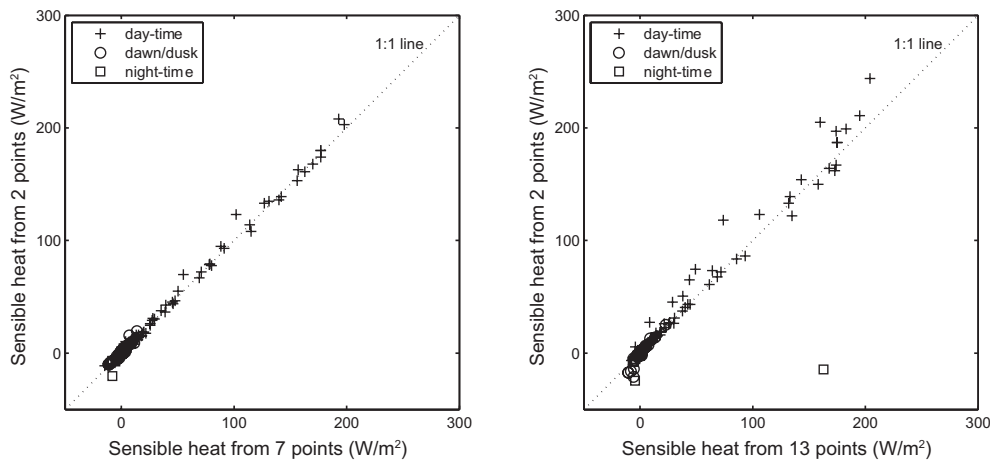 300
200
100
0
Sensible heat from 2 points (W/m²)
day-time
dawn/dusk
night-time
1:1 line
0 100 200 300
Sensible heat from 7 points (W/m²)
300
200
100
0
Sensible heat from 2 points (W/m²)
day-time
dawn/dusk
night-time
1:1 line
0 100 200 300
Sensible heat from 13 points (W/m²)